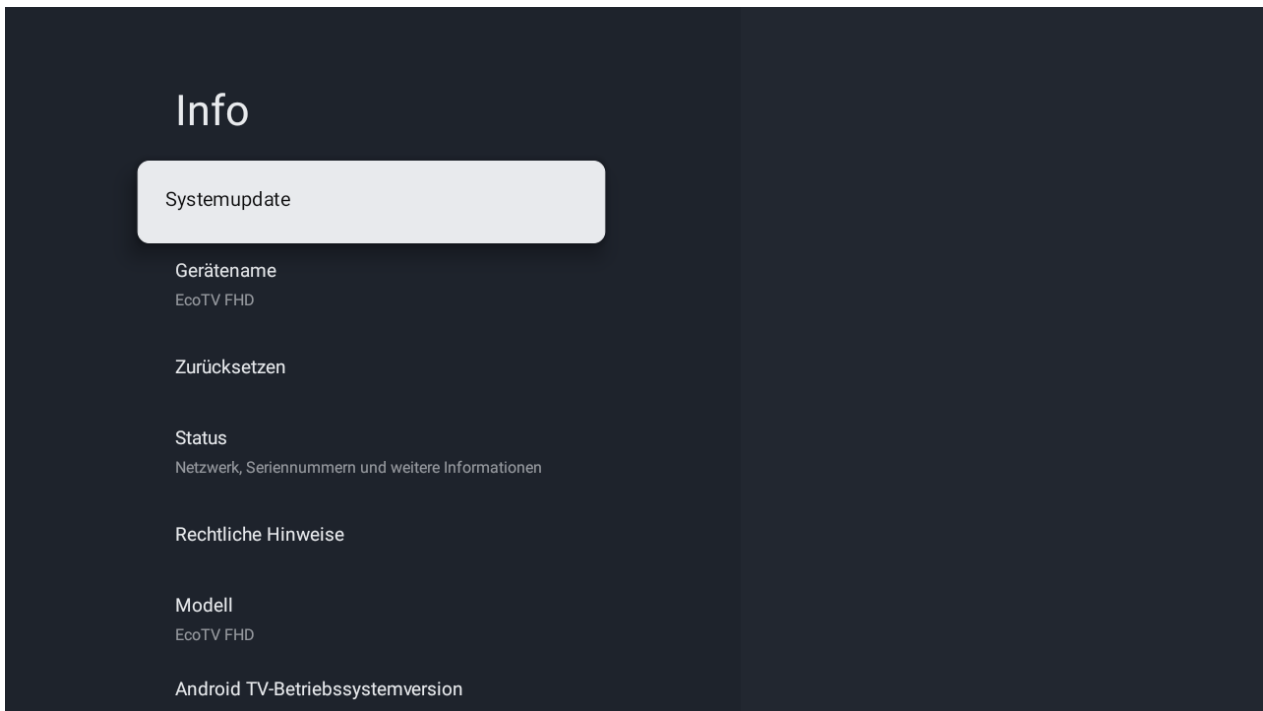 Info
Systemupdate
Gerätename
EcoTV FHD
Zurücksetzen
Status
Netzwerk, Seriennummern und weitere Informationen
Rechtliche Hinweise
Modell
EcoTV FHD
Android TV-Betriebssystemversion